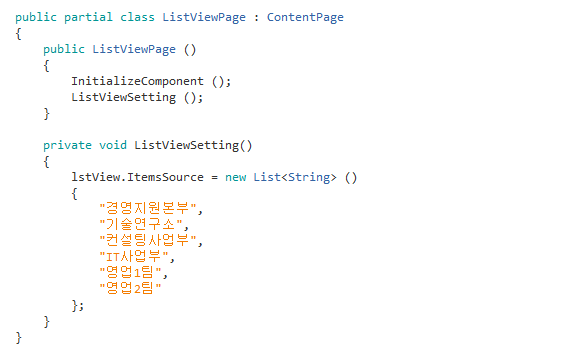 public partial class ListViewPage : ContentPage
{
    public ListViewPage ()
    {
        InitializeComponent ();
        ListViewSetting ();
    }

    private void ListViewSetting()
    {
        lstView.ItemsSource = new List<String> ()
        {
            "경영지원본부",
            "기술연구소",
            "컨설팅사업부",
            "IT사업부",
            "영업1팀",
            "영업2팀"
        };
    }
}